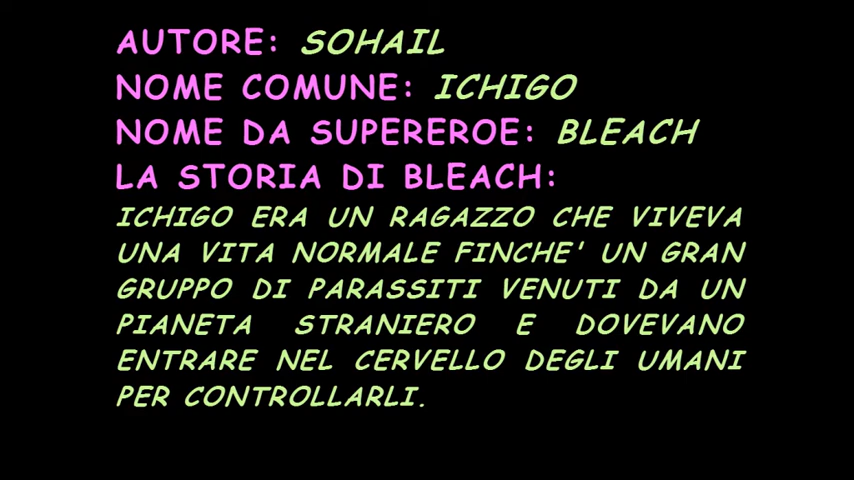 AUTORE: SOHAIL
NOME COMUNE: ICHIGO
NOME DA SUPEREROE: BLEACH
LA STORIA DI BLEACH:
ICHIGO ERA UN RAGAZZO CHE VIVEVA
UNA VITA NORMALE FINCHE' UN GRAN
GRUPPO DI PARASSITI VENUTI DA UN
PIANETA STRANIERO E DOVEVANO
ENTRARE NEL CERVELLO DEGLI UMANI
PER CONTROLLARLI.